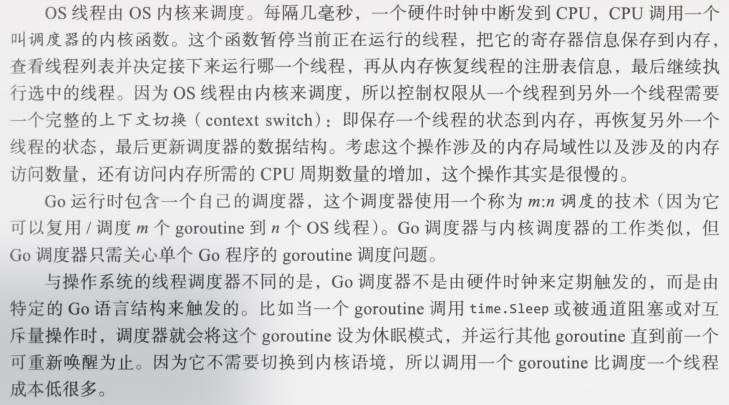 OS 线程由 OS 内核来调度。每隔几毫秒，一个硬件时钟中断发到 CPU，CPU 调用一个
叫调度器的内核函数。这个函数暂停当前正在运行的线程，把它的寄存器信息保存到内存，
查看线程列表并决定接下来运行哪一个线程，再从内存恢复线程的注册表信息，最后继续执
行选中的线程。因为 OS 线程由内核来调度，所以控制权限从一个线程到另外一个线程需要
一个完整的上下文切换（context switch）：即保存一个线程的状态到内存，再恢复另外一个
线程的状态，最后更新调度器的数据结构。考虑这个操作涉及的内存局域性以及涉及的内存
访问数量，还有访问内存所需的 CPU 周期数量的增加，这个操作其实是很慢的。
Go 运行时包含一个自己的调度器，这个调度器使用一个称为 m:n 调度的技术（因为它
可以复用 / 调度 m 个 goroutine 到 n 个 OS 线程）。Go 调度器与内核调度器的工作类似，但
Go 调度器只需关心单个 Go 程序的 goroutine 调度问题。
与操作系统的线程调度器不同的是，Go 调度器不是由硬件时钟来定期触发的，而是由
特定的 Go 语言结构来触发的。比如当一个 goroutine 调用 time.Sleep 或被通道阻塞或对互
斥量操作时，调度器就会将这个 goroutine 设为休眠模式，并运行其他 goroutine 直到前一个
可重新唤醒为止。因为它不需要切换到内核语境，所以调用一个 goroutine 比调度一个线程
成本低很多。